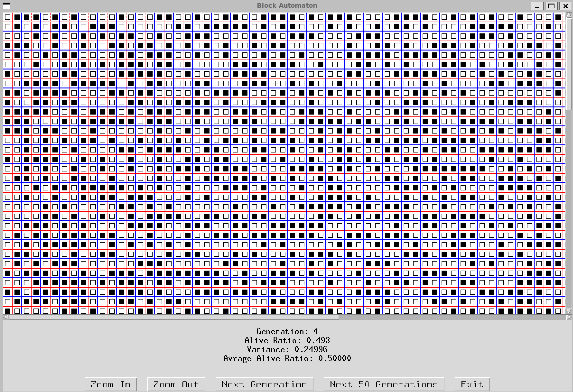 Block Automaton
Generation: 4
Alive Ratio: 0.493
Variance: 0.24996
Average Alive Ratio: 0.50000
Zoom In Zoom Out Next Generation Next 50 Generations Exit